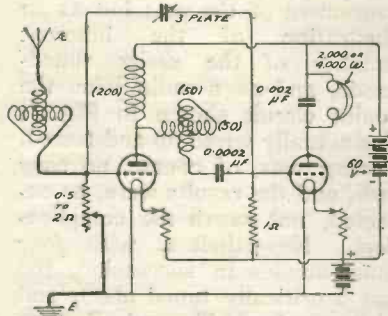 3 PLATE
Æ
(200)
(50)
(50)
0.0002
µF
0.002
µF
2,000 OR
4,000 ω.
+
60
V
0.5
TO
2 Ω
1Ω
+
E